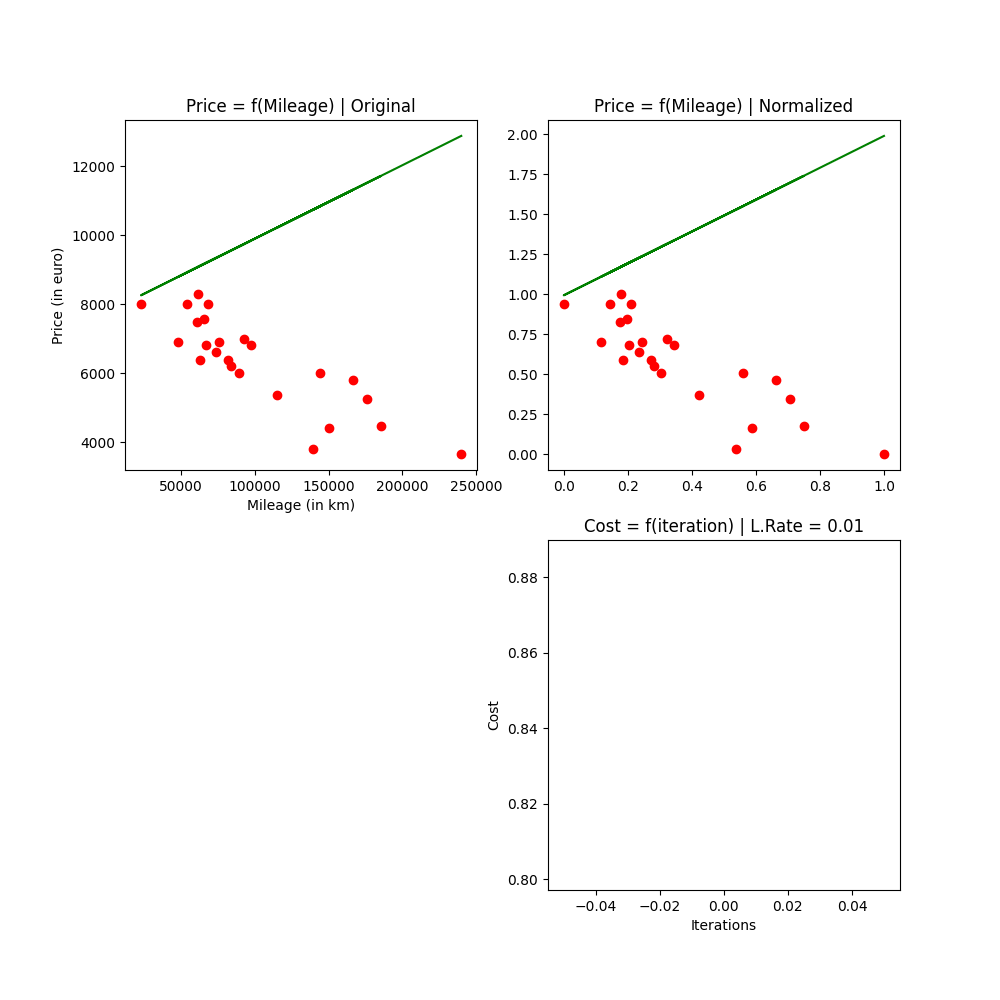 Price = f(Mileage) | Original
12000
10000
8000
6000
4000
Price (in euro)
50000 100000 150000 200000 250000
Mileage (in km)
Price = f(Mileage) | Normalized
2.00
1.75
1.50
1.25
1.00
0.75
0.50
0.25
0.00
0.0 0.2 0.4 0.6 0.8 1.0
Cost = f(iteration) | L.Rate = 0.01
0.88
0.86
0.84
0.82
0.80
Cost
−0.04 −0.02 0.00 0.02 0.04
Iterations